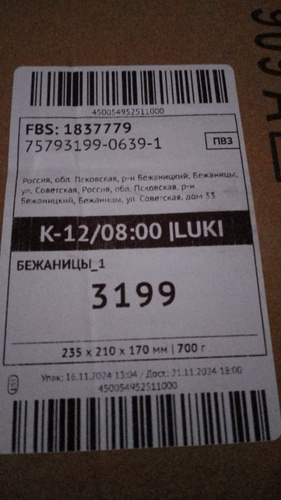 450054952511000
FBS: 1837779
75793199-0639-1
ПВЗ
Россия, обл. Псковская, р-н Бежаницкий, Бежаницы,
ул. Советская, Россия, обл. Псковская, р-н
Бежаницкий, Бежаницы, ул. Советская, дом 33
K-12/08:00 |LUKI
БЕЖАНИЦЫ_1
3199
235 x 210 x 170 мм | 700 г.
Упак: 16.11.2024 13:04 / Дост: 21.11.2024 18:00
450054952511000